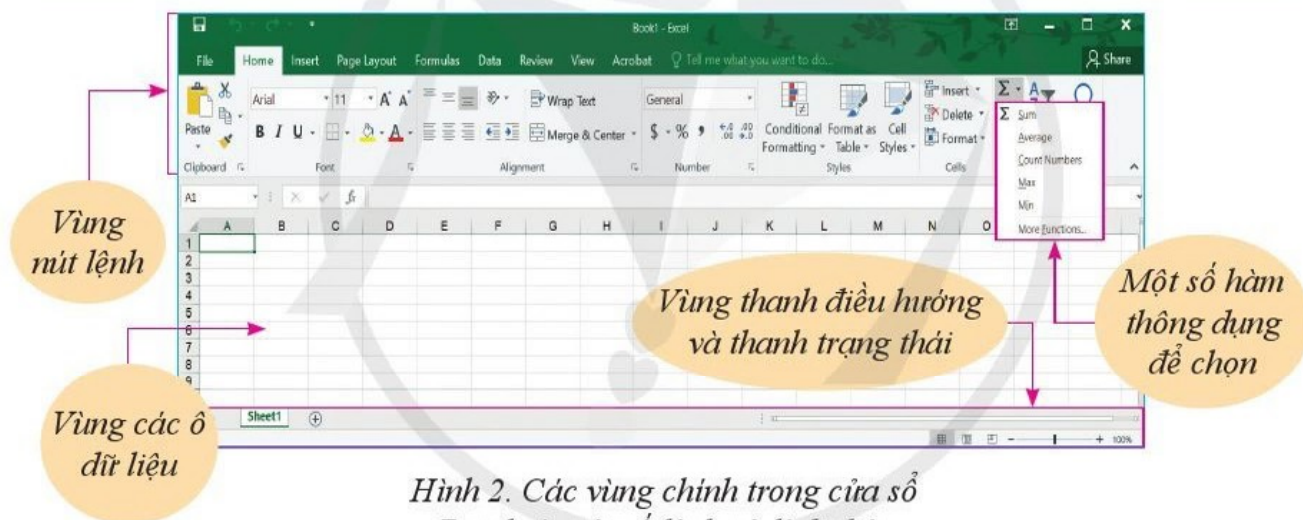 Book1 - Excel
File Home Insert Page Layout Formulas Data Review View Acrobat Tell me what you want to do... Share
Paste
Clipboard
Arial 11 A A
B I U A
Font
Wrap Text
Merge & Center
Alignment
General
$ % ,
Number
Conditional Formatting
Format as Table
Cell Styles
Styles
Insert
Delete
Format
Cells
Σ
Σ Sum
Average
Count Numbers
Max
Min
More Functions...
A1 fx
A B C D E F G H I J K L M N O
1
2
3
4
5
6
7
8
9
Sheet1
100%
Vùng
nút lệnh
Vùng các ô
dữ liệu
Vùng thanh điều hướng
và thanh trạng thái
Một số hàm
thông dụng
để chọn
Hình 2. Các vùng chính trong cửa sổ